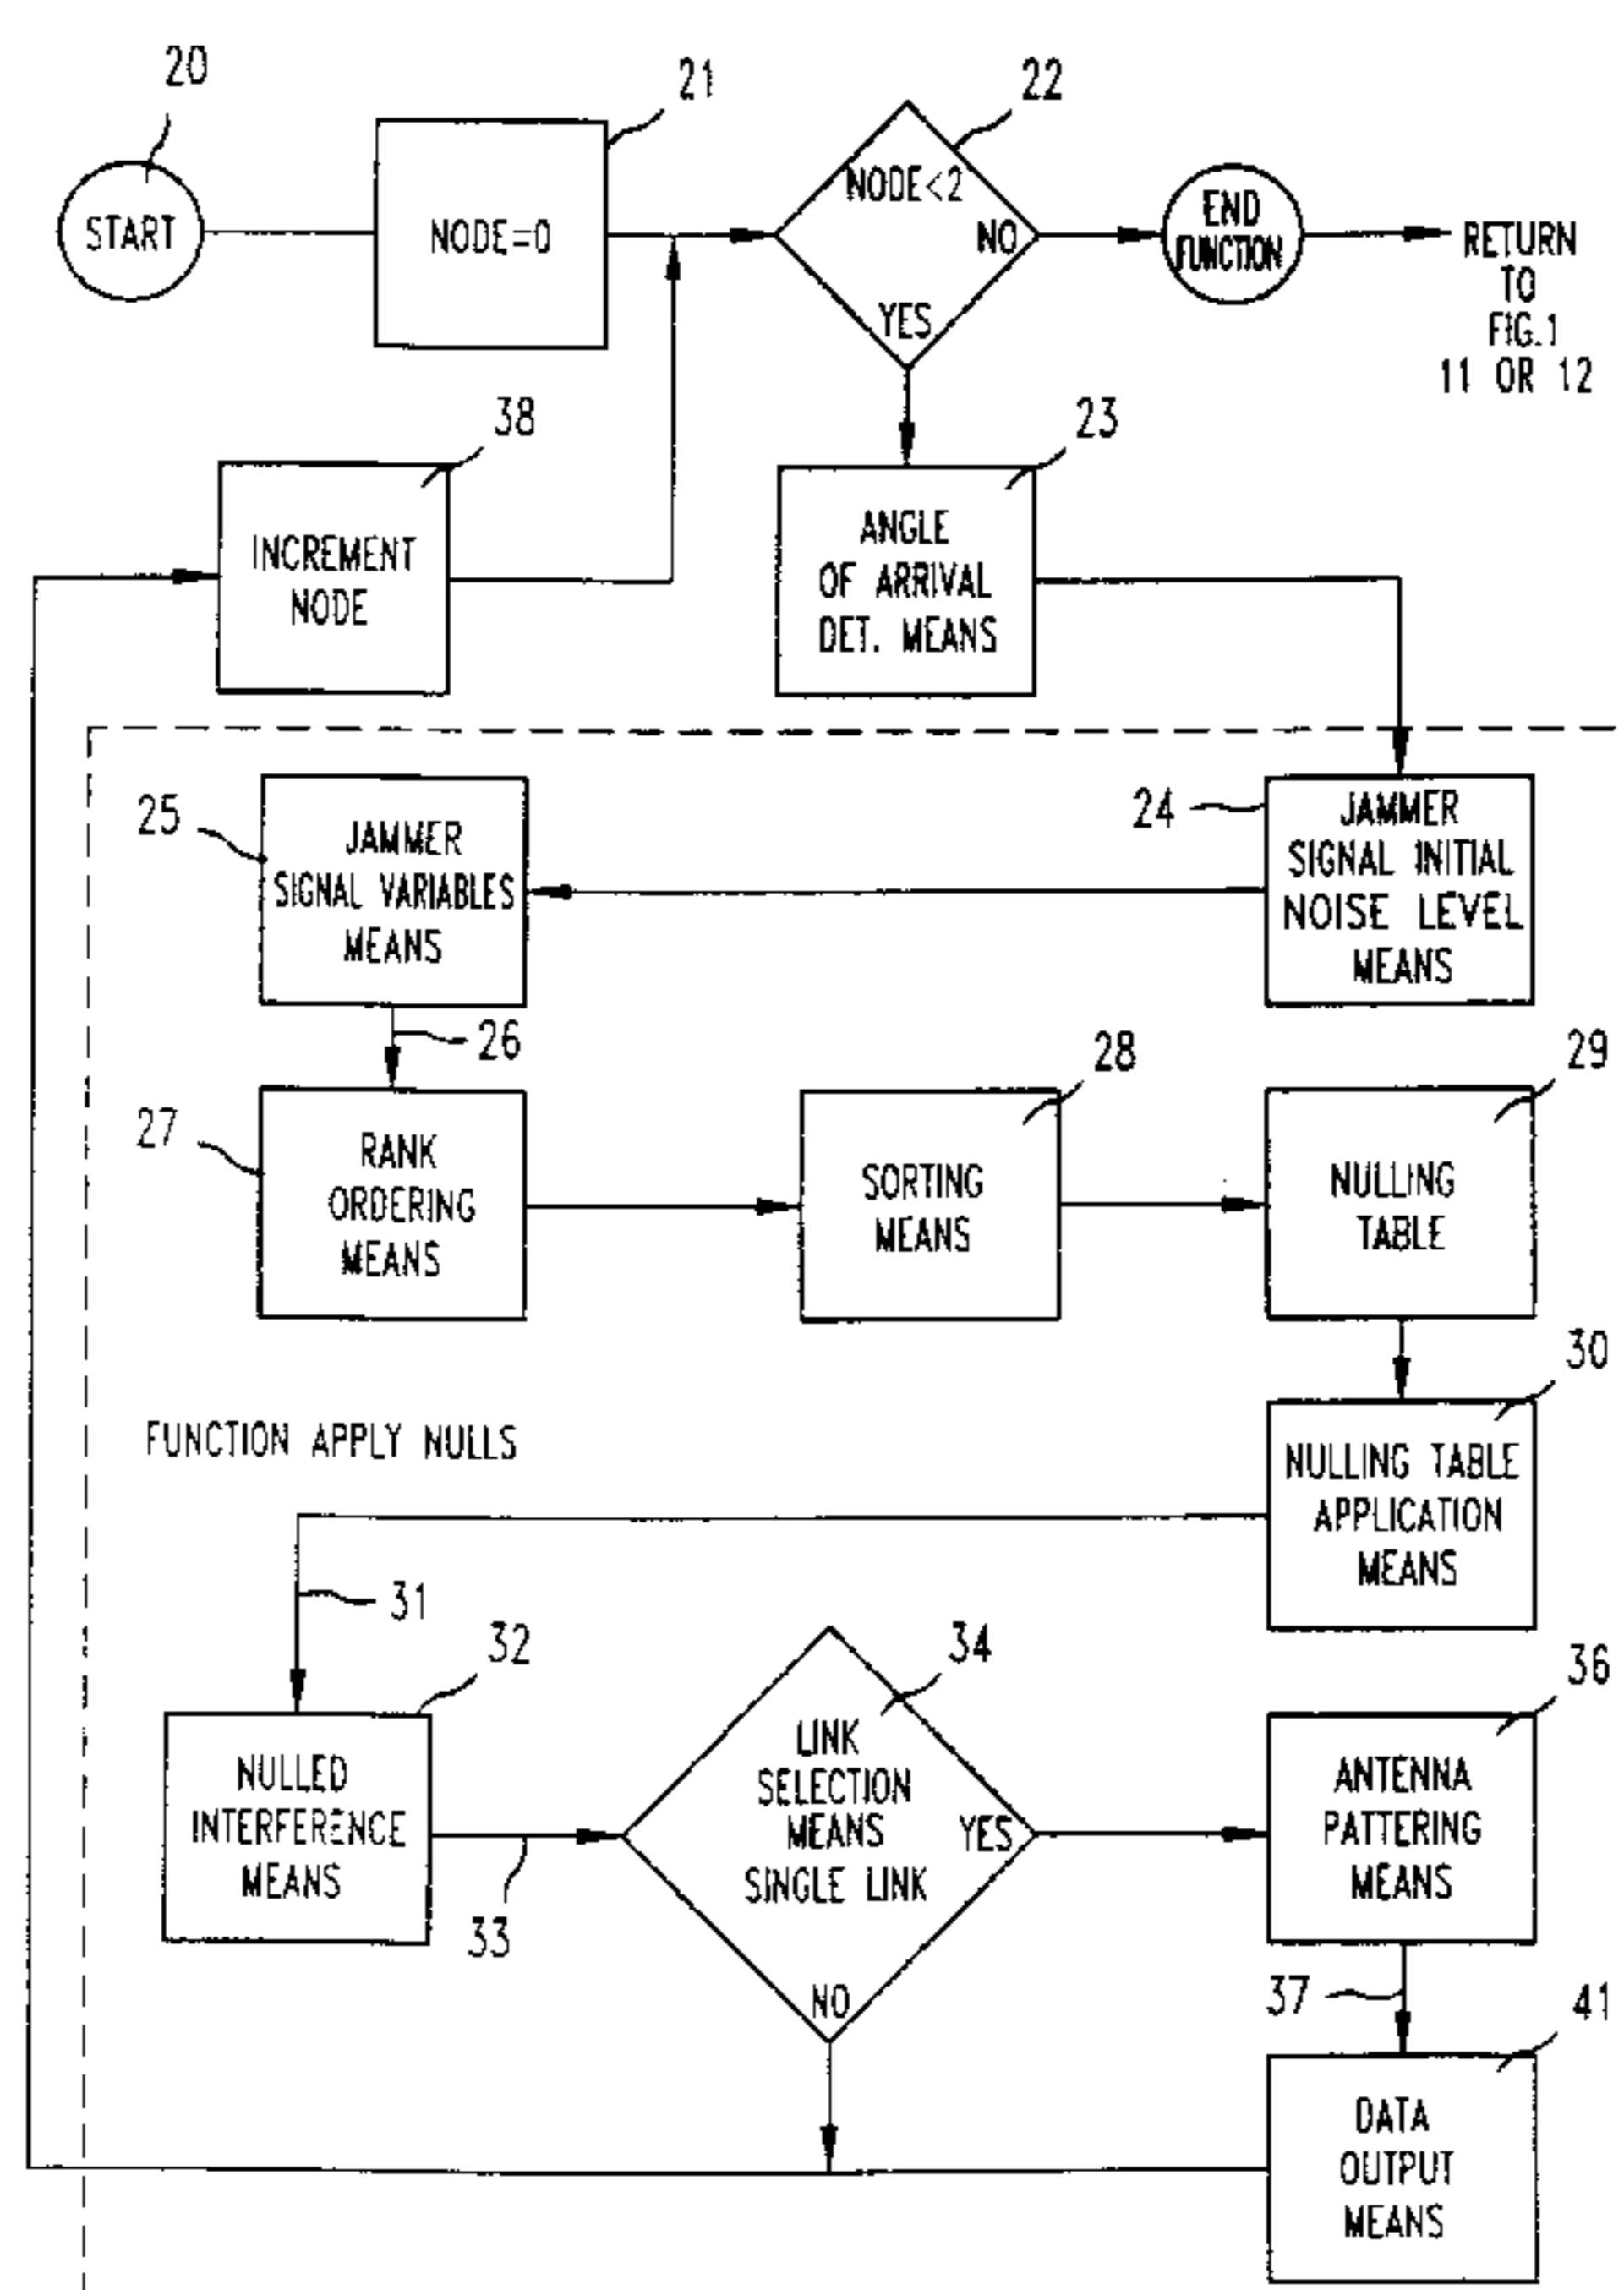 20
START
21
NODE=0
22
NODE<2
NO
YES
END
FUNCTION
RETURN
TO
FIG.1
11 OR 12
38
INCREMENT
NODE
23
ANGLE
OF ARRIVAL
DET. MEANS
25
JAMMER
SIGNAL VARIABLES
MEANS
24
JAMMER
SIGNAL INITIAL
NOISE LEVEL
MEANS
26
27
RANK
ORDERING
MEANS
28
SORTING
MEANS
29
NULLING
TABLE
30
NULLING TABLE
APPLICATION
MEANS
FUNCTION APPLY NULLS
31
32
NULLED
INTERFERENCE
MEANS
33
34
LINK
SELECTION
MEANS
SINGLE LINK
YES
NO
36
ANTENNA
PATTERING
MEANS
37
41
DATA
OUTPUT
MEANS